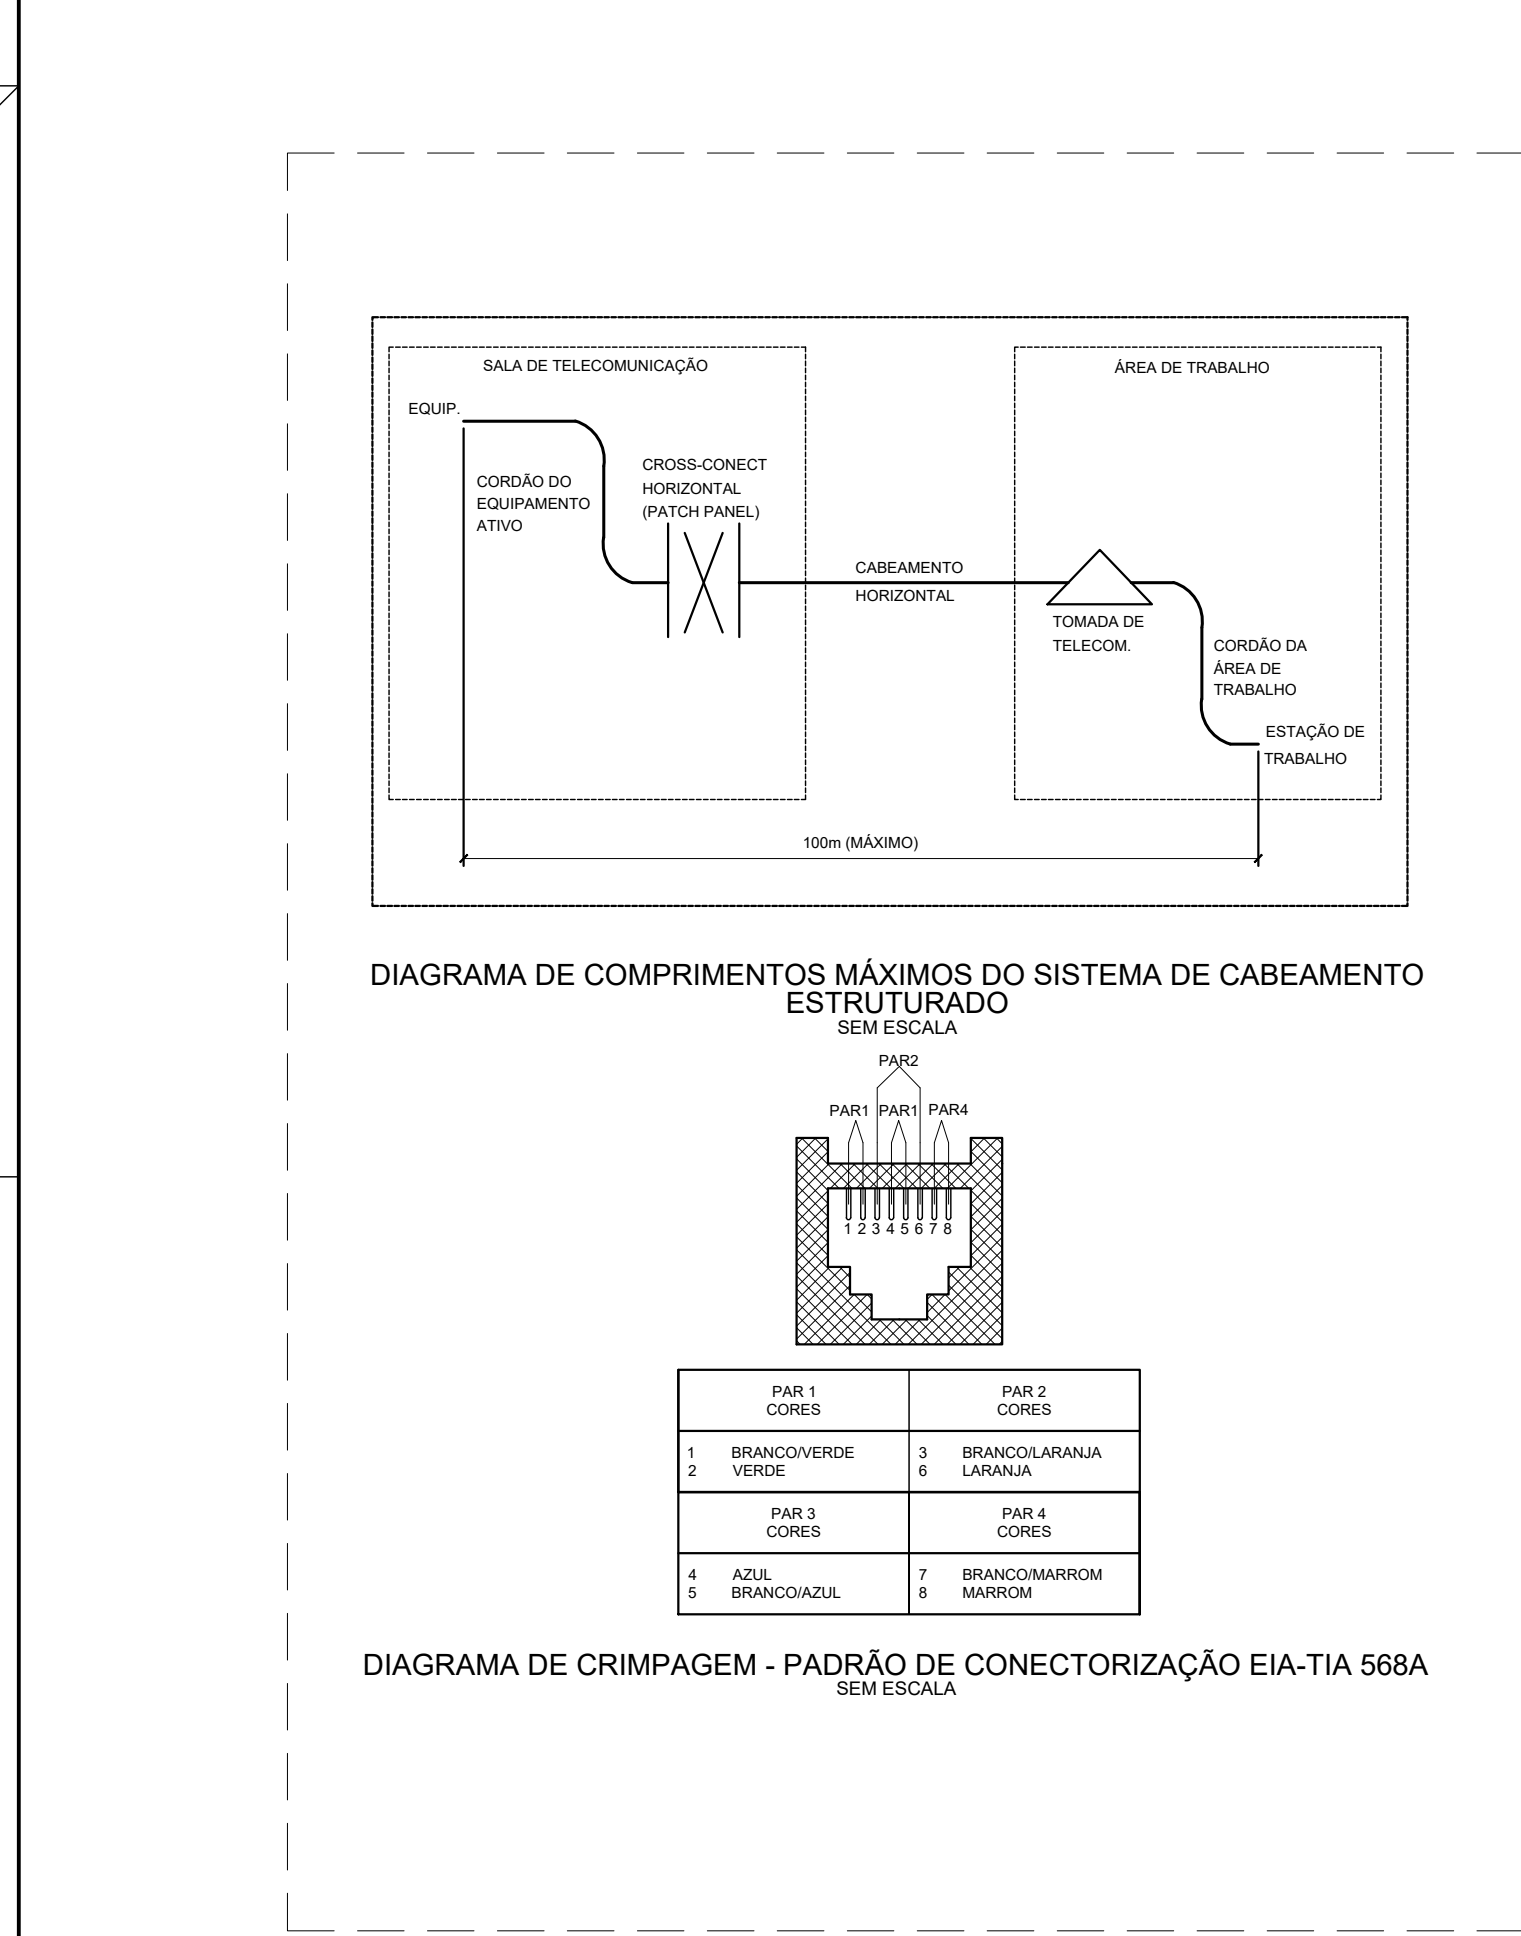 SALA DE TELECOMUNICAÇÃO
ÁREA DE TRABALHO
EQUIP.
CORDÃO DO
EQUIPAMENTO
ATIVO
CROSS-CONECT
HORIZONTAL
(PATCH PANEL)
CABEAMENTO
HORIZONTAL
TOMADA DE
TELECOM.
CORDÃO DA
ÁREA DE
TRABALHO
ESTAÇÃO DE
TRABALHO
100m (MÁXIMO)
DIAGRAMA DE COMPRIMENTOS MÁXIMOS DO SISTEMA DE CABEAMENTO
ESTRUTURADO
SEM ESCALA
PAR2
PAR1 PAR1 PAR4
1 2 3 4 5 6 7 8
PAR 1
CORES
PAR 2
CORES
1 BRANCO/VERDE
2 VERDE
3 BRANCO/LARANJA
6 LARANJA
PAR 3
CORES
PAR 4
CORES
4 AZUL
5 BRANCO/AZUL
7 BRANCO/MARROM
8 MARROM
DIAGRAMA DE CRIMPAGEM - PADRÃO DE CONECTORIZAÇÃO EIA-TIA 568A
SEM ESCALA